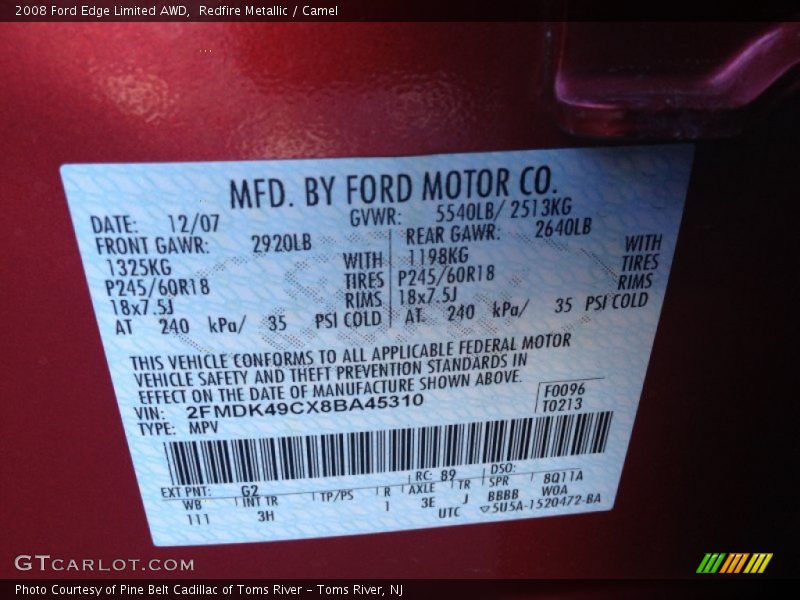 2008 Ford Edge Limited AWD, Redfire Metallic / Camel
MFD. BY FORD MOTOR CO.
DATE: 12/07 GVWR: 5540LB/ 2513KG
FRONT GAWR: 2920LB REAR GAWR: 2640LB
1325KG WITH 1198KG WITH
P245/60R18 TIRES P245/60R18 TIRES
18x7.5J RIMS 18x7.5J RIMS
AT 240 kPa/ 35 PSI COLD AT 240 kPa/ 35 PSI COLD
THIS VEHICLE CONFORMS TO ALL APPLICABLE FEDERAL MOTOR
VEHICLE SAFETY AND THEFT PREVENTION STANDARDS IN
EFFECT ON THE DATE OF MANUFACTURE SHOWN ABOVE.
VIN: 2FMDK49CX8BA45310 F0096
TYPE: MPV T0213
EXT PNT: G2 RC: 89 DSO:
WB INT TR TP/PS R AXLE TR SPR 8Q11A
111 3H 1 3E J BBBB W0A
UTC ▽5U5A-1520472-BA
GTCARLOT.COM
Photo Courtesy of Pine Belt Cadillac of Toms River – Toms River, NJ